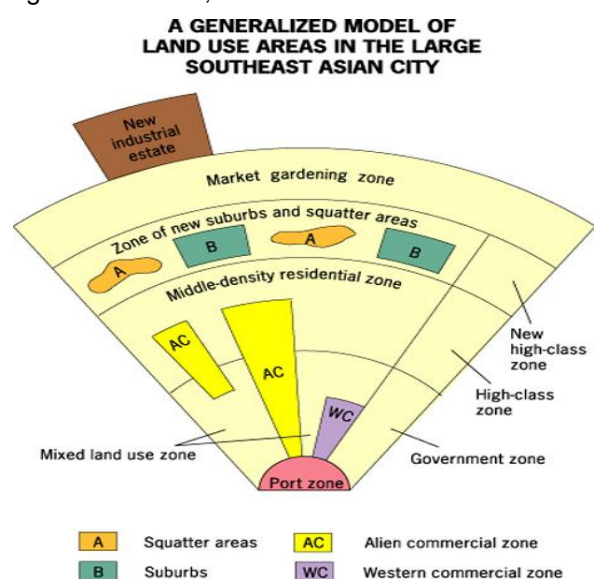 A GENERALIZED MODEL OF
LAND USE AREAS IN THE LARGE
SOUTHEAST ASIAN CITY
New
industrial
estate
Market gardening zone
Zone of new suburbs and squatter areas
A
B
A
B
Middle-density residential zone
AC
AC
WC
New
high-class
zone
High-class
zone
Mixed land use zone
Government zone
Port zone
A Squatter areas
AC Alien commercial zone
B Suburbs
WC Western commercial zone